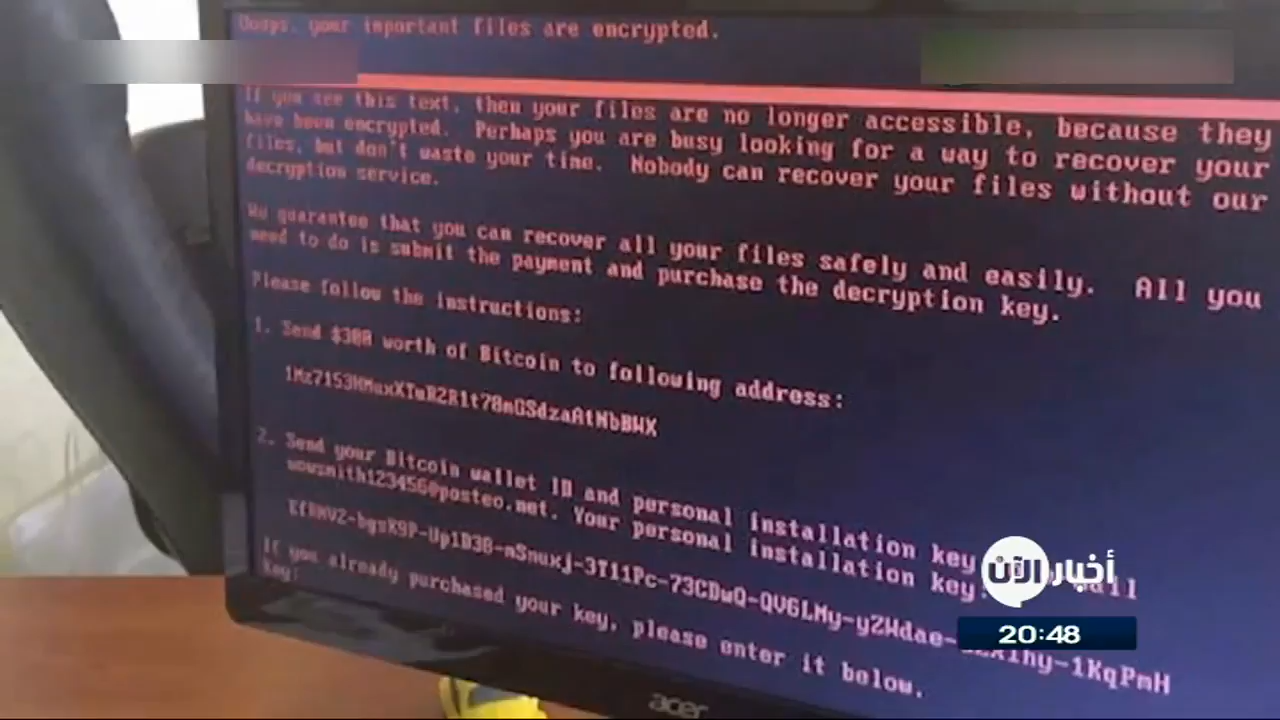 Ooops, your important files are encrypted.
If you see this text, then your files are no longer accessible, because they
have been encrypted. Perhaps you are busy looking for a way to recover your
files, but don't waste your time. Nobody can recover your files without our
decryption service.
We guarantee that you can recover all your files safely and easily. All you
need to do is submit the payment and purchase the decryption key.
Please follow the instructions:
1. Send $300 worth of Bitcoin to following address:
1Mz7153HMuxXTuR2R1t78mGSdzaAtNbBWX
2. Send your Bitcoin wallet ID and personal installation key
wowsmith123456@posteo.net. Your personal installation key:
If you already purchased your key, please enter it below.
Key:
أخبار الآن
20:48
acer